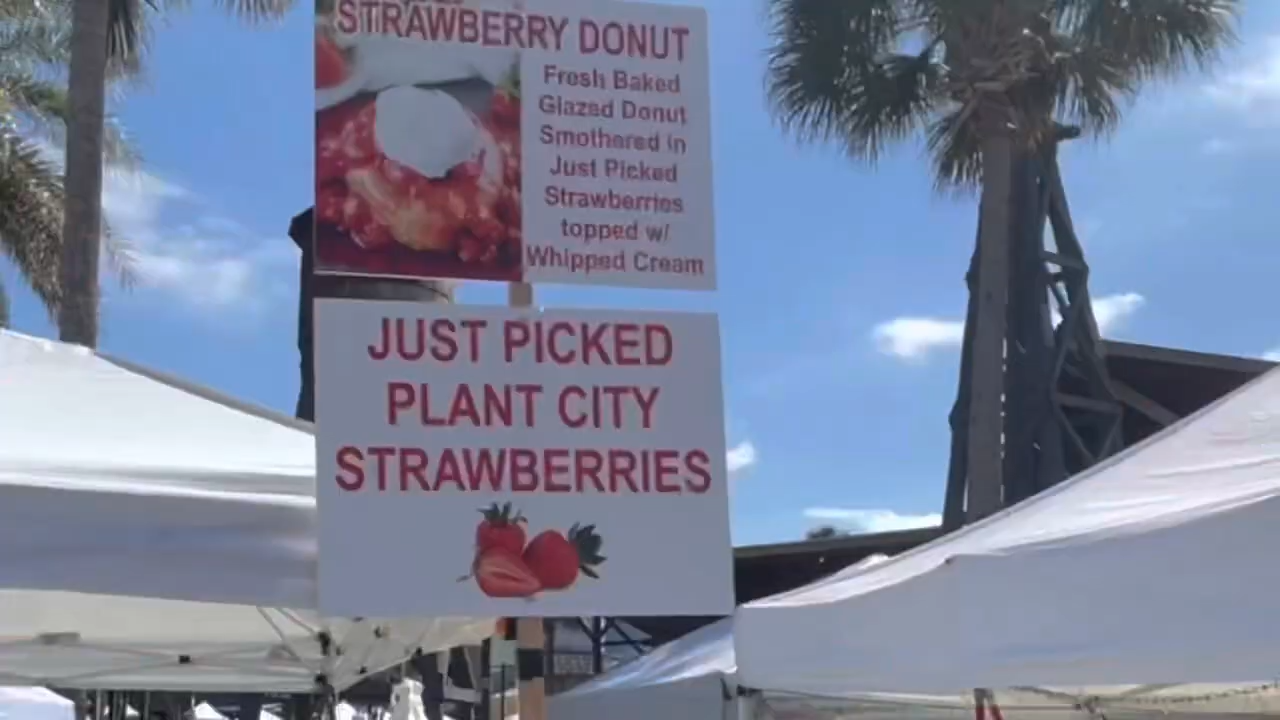 STRAWBERRY DONUT
Fresh Baked
Glazed Donut
Smothered in
Just Picked
Strawberries
topped w/
Whipped Cream
JUST PICKED
PLANT CITY
STRAWBERRIES